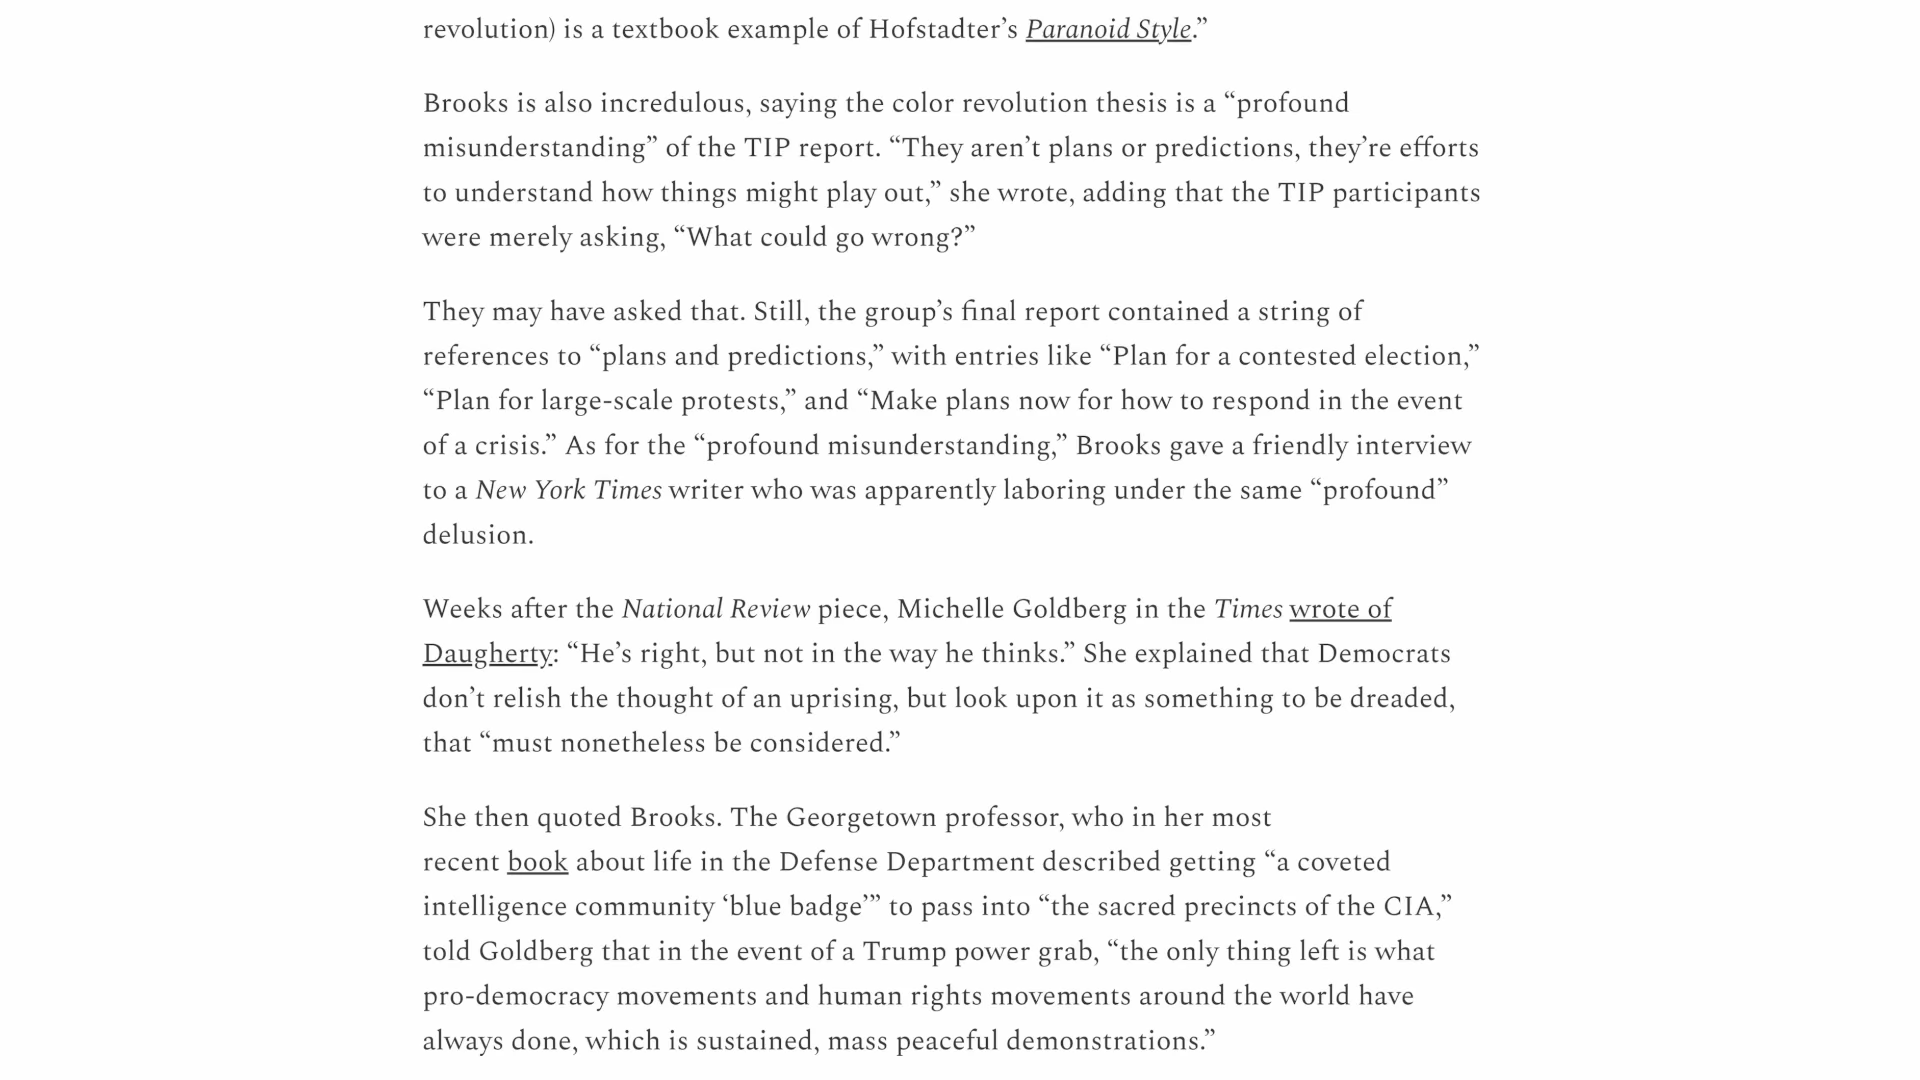 revolution) is a textbook example of Hofstadter’s Paranoid Style.”
Brooks is also incredulous, saying the color revolution thesis is a “profound
misunderstanding” of the TIP report. “They aren’t plans or predictions, they’re efforts
to understand how things might play out,” she wrote, adding that the TIP participants
were merely asking, “What could go wrong?”
They may have asked that. Still, the group’s final report contained a string of
references to “plans and predictions,” with entries like “Plan for a contested election,”
“Plan for large-scale protests,” and “Make plans now for how to respond in the event
of a crisis.” As for the “profound misunderstanding,” Brooks gave a friendly interview
to a New York Times writer who was apparently laboring under the same “profound”
delusion.
Weeks after the National Review piece, Michelle Goldberg in the Times wrote of
Daugherty: “He’s right, but not in the way he thinks.” She explained that Democrats
don’t relish the thought of an uprising, but look upon it as something to be dreaded,
that “must nonetheless be considered.”
She then quoted Brooks. The Georgetown professor, who in her most
recent book about life in the Defense Department described getting “a coveted
intelligence community ‘blue badge’” to pass into “the sacred precincts of the CIA,”
told Goldberg that in the event of a Trump power grab, “the only thing left is what
pro-democracy movements and human rights movements around the world have
always done, which is sustained, mass peaceful demonstrations.”